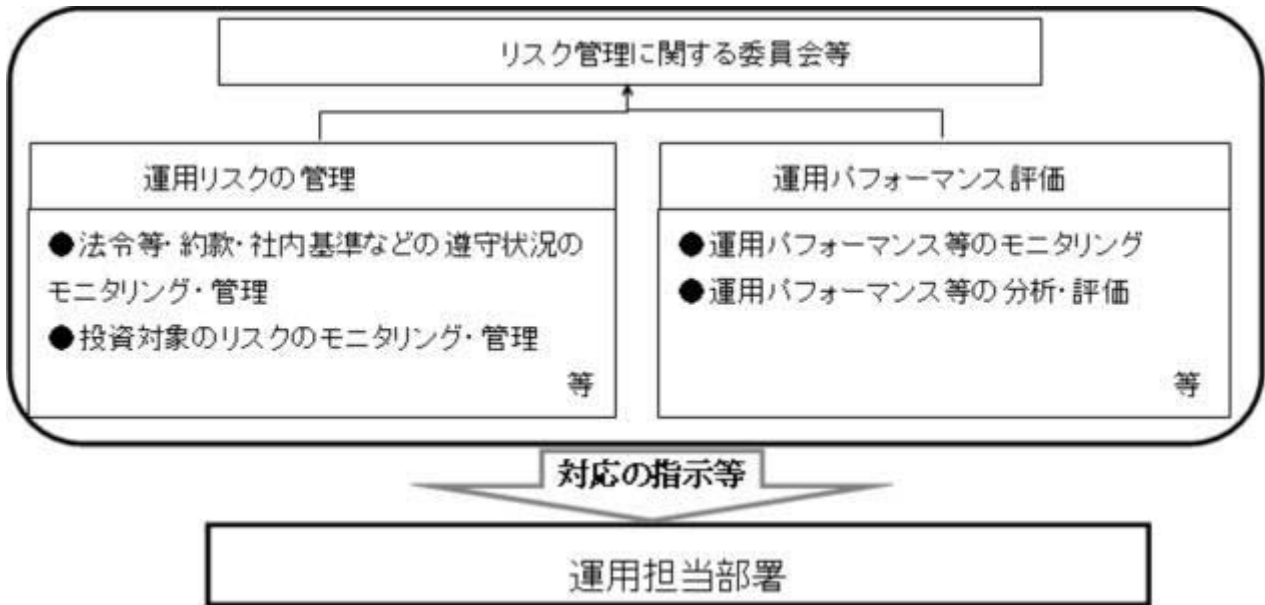 リスク管理に関する委員会等
運用リスクの管理
●法令等・約款・社内基準などの遵守状況の
モニタリング・管理
●投資対象のリスクのモニタリング・管理
等
運用パフォーマンス評価
●運用パフォーマンス等のモニタリング
●運用パフォーマンス等の分析・評価
等
対応の指示等
運用担当部署